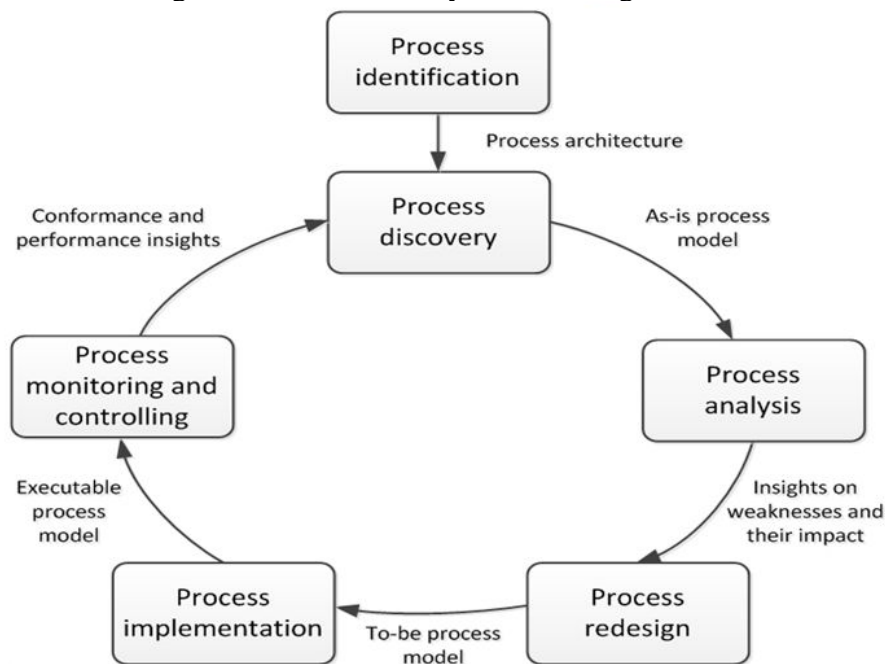 Process
identification
Process architecture
Process
discovery
As-is process
model
Process
analysis
Insights on
weaknesses and
their impact
Process
redesign
To-be process
model
Process
implementation
Executable
process
model
Process
monitoring and
controlling
Conformance and
performance insights